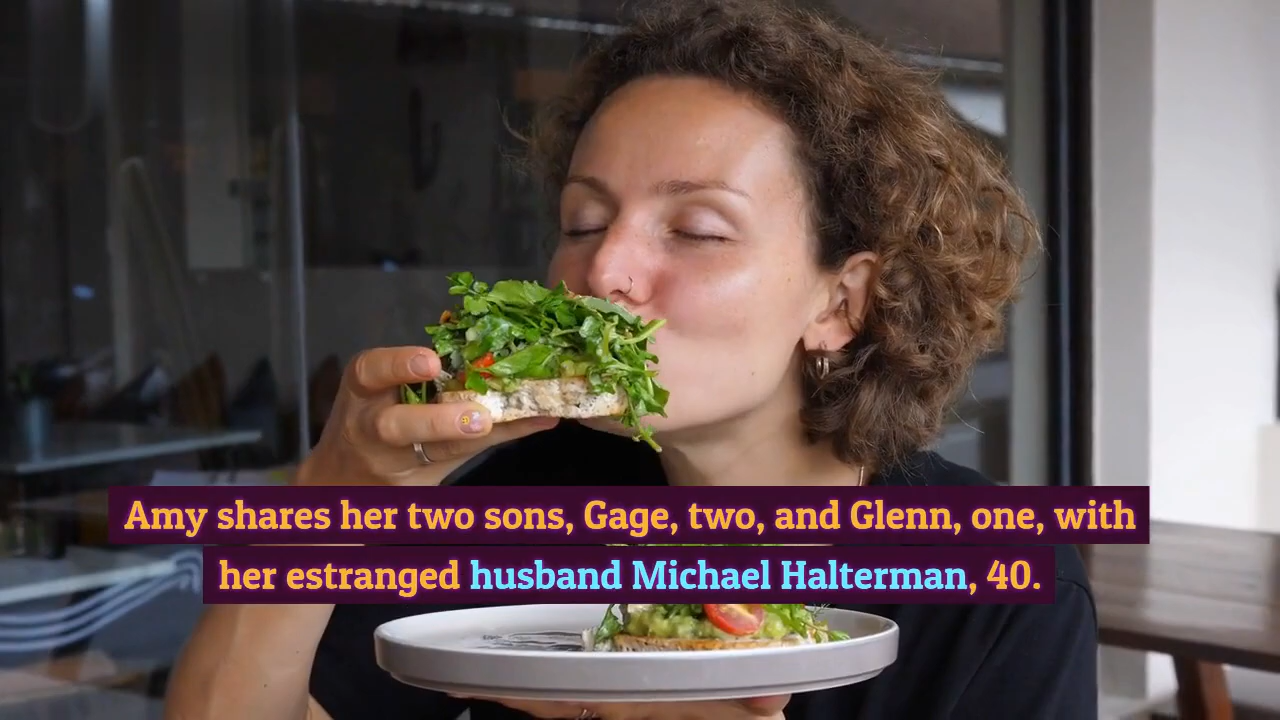 Amy shares her two sons, Gage, two, and Glenn, one, with
her estranged husband Michael Halterman, 40.